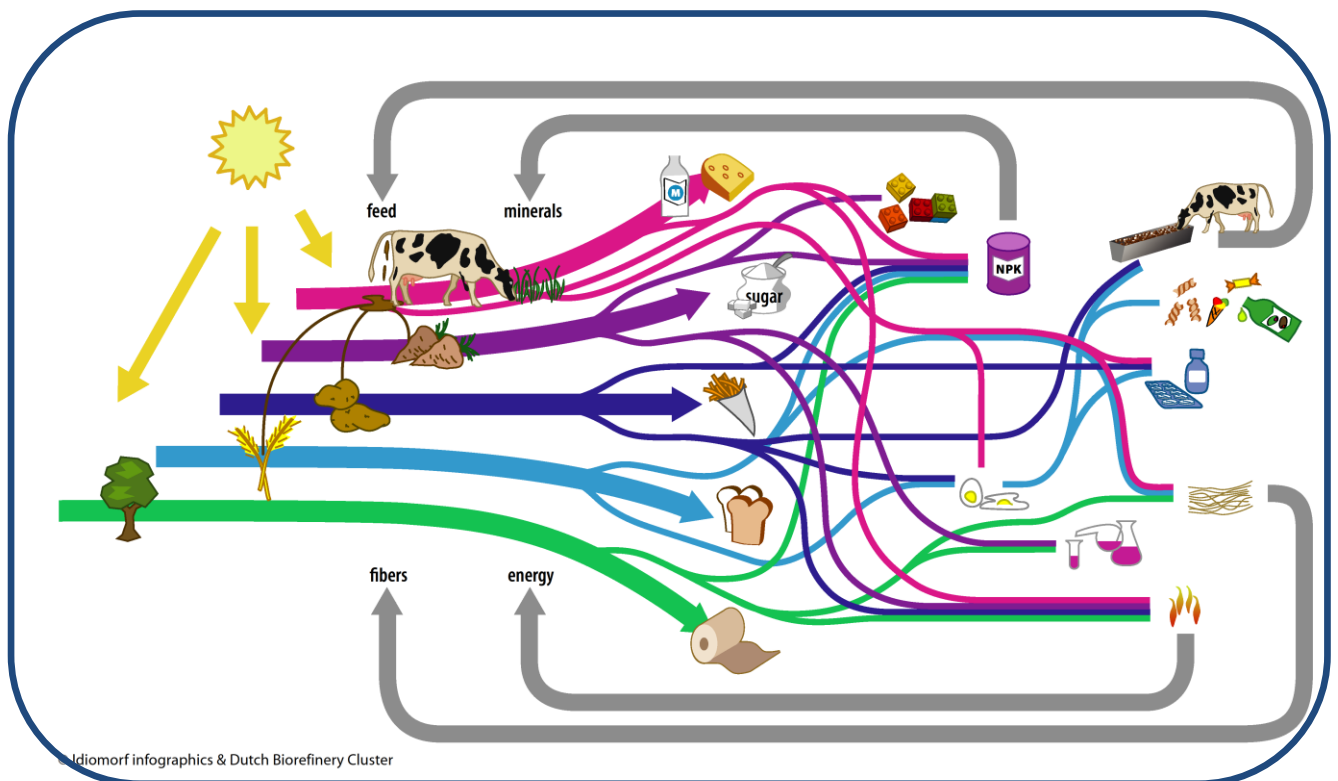 feed
minerals
M
sugar
NPK
fibers
energy
© Idiomorf infographics & Dutch Biorefinery Cluster